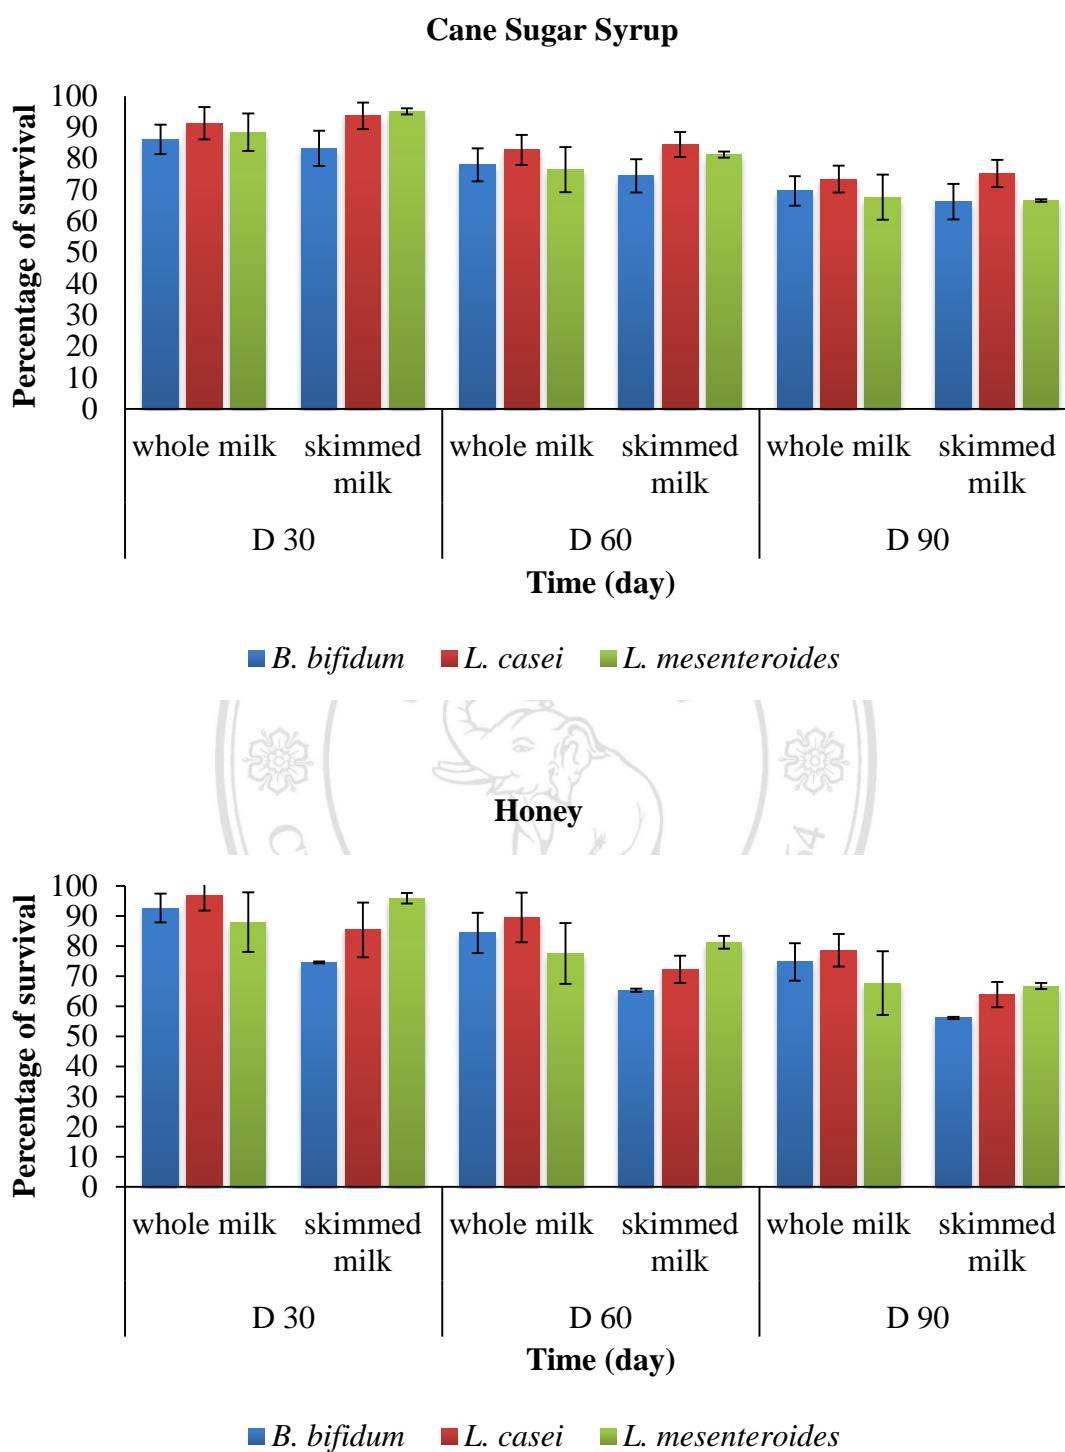 Cane Sugar Syrup
Percentage of survival
100
90
80
70
60
50
40
30
20
10
0
whole milk skimmed milk whole milk skimmed milk whole milk skimmed milk
D 30 D 60 D 90
Time (day)
B. bifidum L. casei L. mesenteroides
Honey
Percentage of survival
100
90
80
70
60
50
40
30
20
10
0
whole milk skimmed milk whole milk skimmed milk whole milk skimmed milk
D 30 D 60 D 90
Time (day)
B. bifidum L. casei L. mesenteroides